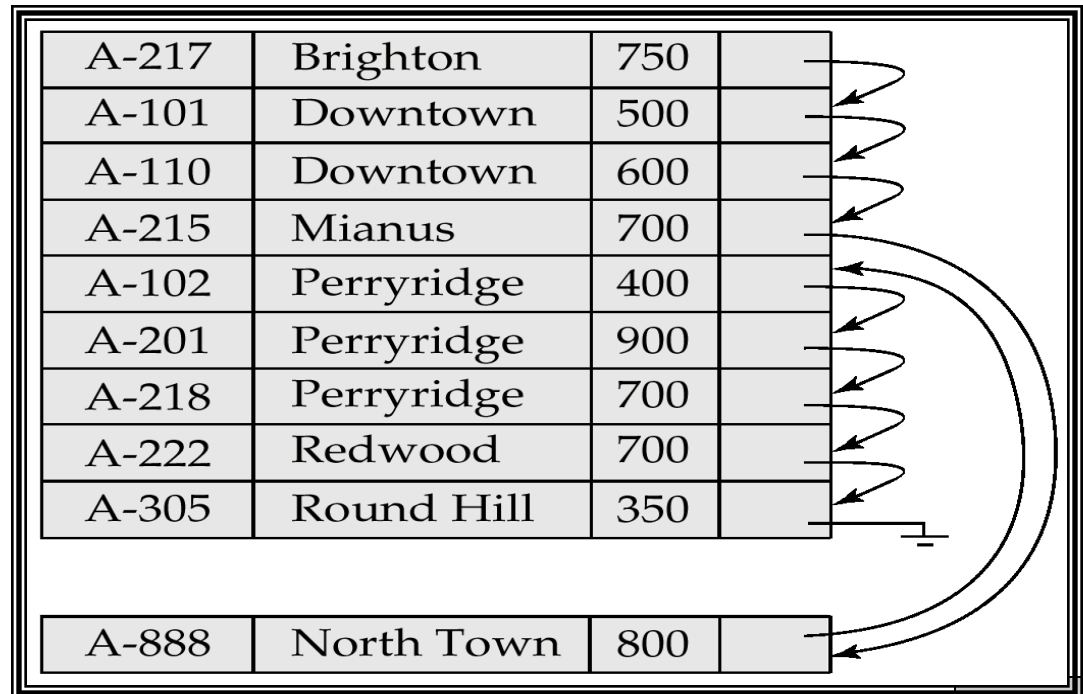 A-217 Brighton 750
A-101 Downtown 500
A-110 Downtown 600
A-215 Mianus 700
A-102 Perryridge 400
A-201 Perryridge 900
A-218 Perryridge 700
A-222 Redwood 700
A-305 Round Hill 350
A-888 North Town 800